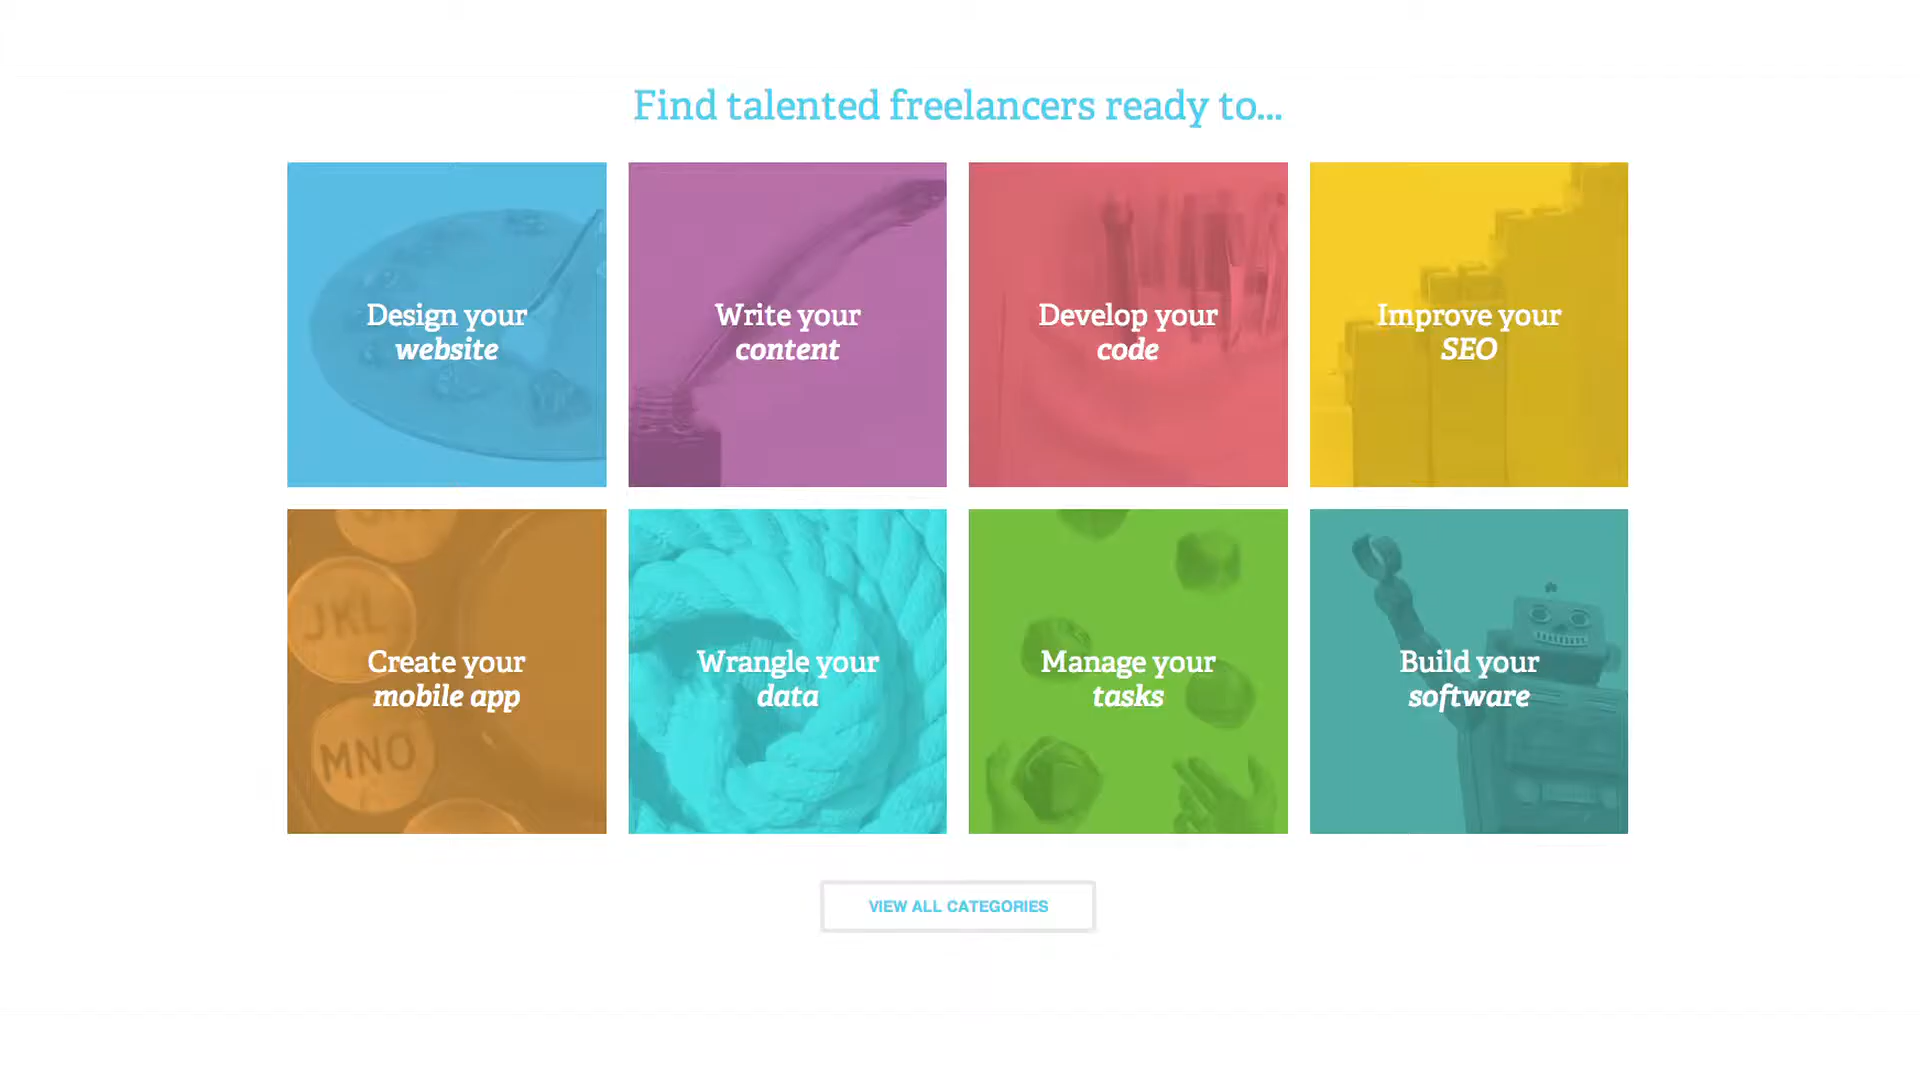 Find talented freelancers ready to...
Design your
website
Write your
content
Develop your
code
Improve your
SEO
JKL
MNO
Create your
mobile app
Wrangle your
data
Manage your
tasks
Build your
software
VIEW ALL CATEGORIES